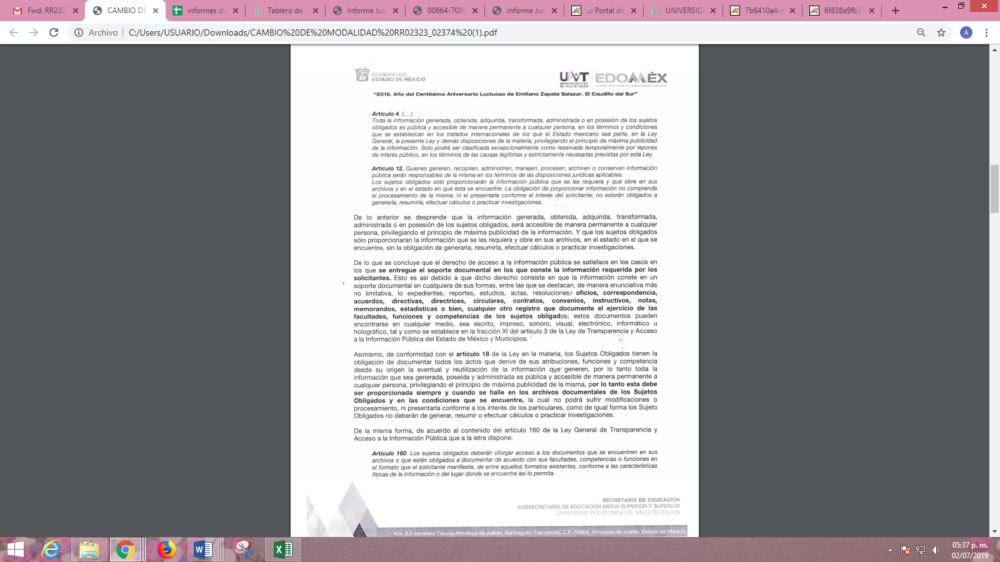 Fwd: RR232
CAMBIO DE
informes dia
Tablero de
Informe Jus
00664-709L
Informe Jus
..:: Portal de
UNIVERSIDA
7b6410a4ce
6f838a9fb3
Archivo | C:/Users/USUARIO/Downloads/CAMBIO%20DE%20MODALIDAD%20RR02323_02374%20(1).pdf
A
GOBIERNO DEL
ESTADO DE MÉXICO
UPVT
UNIVERSIDAD POLITÉCNICA
DEL VALLE DE TOLUCA
EDOMÉX
DECISIONES FIRMES, RESULTADOS FUERTES.
“2019. Año del Centésimo Aniversario Luctuoso de Emiliano Zapata Salazar. El Caudillo del Sur”
Artículo 4. (... )
Toda la información generada, obtenida, adquirida, transformada, administrada o en posesión de los sujetos
obligados es pública y accesible de manera permanente a cualquier persona, en los términos y condiciones
que se establezcan en los tratados internacionales de los que el Estado mexicano sea parte, en la Ley
General, la presente Ley y demás disposiciones de la materia, privilegiando el principio de máxima publicidad
de la información. Solo podrá ser clasificada excepcionalmente como reservada temporalmente por razones
de interés público, en los términos de las causas legítimas y estrictamente necesarias previstas por esta Ley.
Artículo 12. Quienes generen, recopilen, administren, manejen, procesen, archiven o conserven información
pública serán responsables de la misma en los términos de las disposiciones jurídicas aplicables.
Los sujetos obligados sólo proporcionarán la información pública que se les requiera y que obre en sus
archivos y en el estado en que ésta se encuentre. La obligación de proporcionar información no comprende
el procesamiento de la misma, ni el presentarla conforme al interés del solicitante; no estarán obligados a
generarla, resumirla, efectuar cálculos o practicar investigaciones.
De lo anterior se desprende que la información generada, obtenida, adquirida, transformada,
administrada o en posesión de los sujetos obligados, será accesible de manera permanente a cualquier
persona, privilegiando el principio de máxima publicidad de la información. Y que los sujetos obligados
sólo proporcionaran la información que se les requiera y obre en sus archivos, en el estado en el que se
encuentre, sin la obligación de generarla, resumirla, efectuar cálculos o practicar investigaciones.
De lo que se concluye que el derecho de acceso a la información pública se satisface en los casos en
los que se entregue el soporte documental en los que conste la información requerida por los
solicitantes. Esto es así debido a que dicho derecho consiste en que la información conste en un
soporte documental en cualquiera de sus formas, entre las que se destacan, de manera enunciativa más
no limitativa, lo expedientes, reportes, estudios, actas, resoluciones, oficios, correspondencia,
acuerdos, directivas, directrices, circulares, contratos, convenios, instructivos, notas,
memorandos, estadísticas o bien, cualquier otro registro que documente el ejercicio de las
facultades, funciones y competencias de los sujetos obligados; estos documentos pueden
encontrarse en cualquier medio, sea escrito, impreso, sonoro, visual, electrónico, informático u
holográfico, tal y como se establece en la fracción XI del artículo 3 de la Ley de Transparencia y Acceso
a la Información Pública del Estado de México y Municipios.
Asimismo, de conformidad con el artículo 18 de la Ley en la materia, los Sujetos Obligados tienen la
obligación de documentar todos los actos que derive de sus atribuciones, funciones y competencia
desde su origen la eventual y reutilización de la información que generen, por lo tanto toda la
información que sea generada, poseída y administrada es pública y accesible de manera permanente a
cualquier persona, privilegiando el principio de máxima publicidad de la misma, por lo tanto esta debe
ser proporcionada siempre y cuando se halle en los archivos documentales de los Sujetos
Obligados y en las condiciones que se encuentre, la cual no podrá sufrir modificaciones o
procesamiento, ni presentarla conforme a los interés de los particulares, como de igual forma los Sujeto
Obligados no deberán de generar, resumir o efectuar cálculos o practicar investigaciones.
De la misma forma, de acuerdo al contenido del artículo 160 de la Ley General de Transparencia y
Acceso a la Información Pública que a la letra dispone:
Artículo 160. Los sujetos obligados deberán otorgar acceso a los documentos que se encuentren en sus
archivos o que estén obligados a documentar de acuerdo con sus facultades, competencias o funciones en
el formato que el solicitante manifieste, de entre aquellos formatos existentes, conforme a las características
físicas de la información o del lugar donde se encuentre así lo permita.
SECRETARÍA DE EDUCACIÓN
SUBSECRETARÍA DE EDUCACIÓN MEDIA SUPERIOR Y SUPERIOR
UNIVERSIDAD POLITÉCNICA DEL VALLE DE TOLUCA
Km. 5.6 carretera Toluca-Almoloya de Juárez, Santiaguito Tlalcilalcali, C.P. 50904, Almoloya de Juárez, Estado de México.
05:37 p. m.
02/07/2019